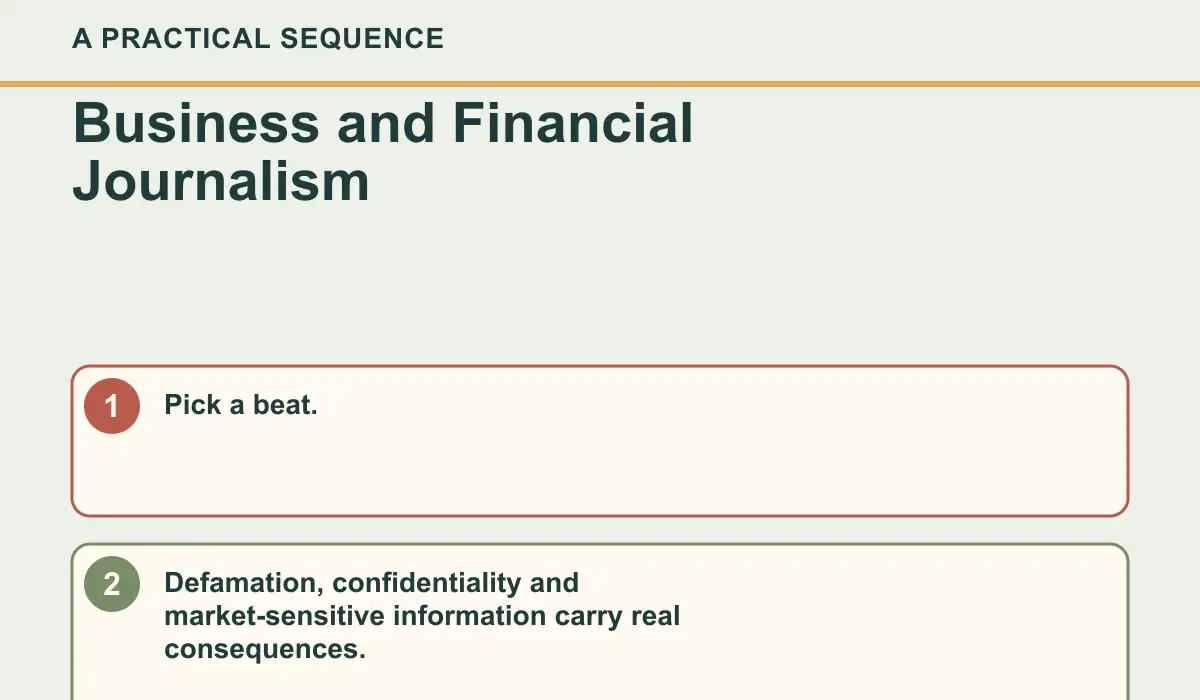 A PRACTICAL SEQUENCE
Business and Financial
Journalism
1
Pick a beat.
2
Defamation, confidentiality and
market-sensitive information carry real
consequences.